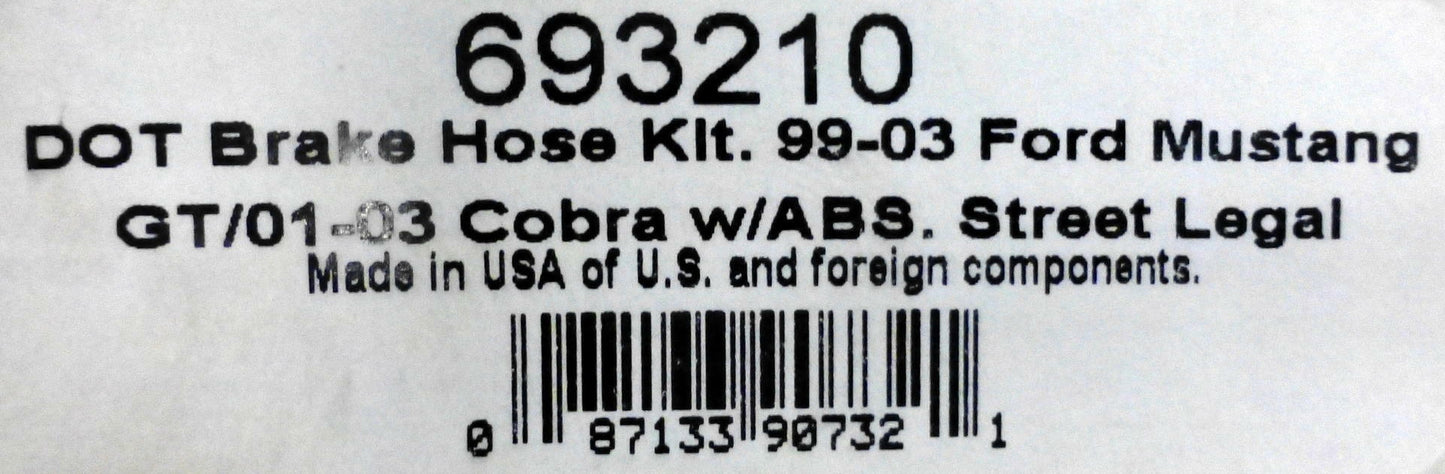 693210
DOT Brake Hose Kit. 99-03 Ford Mustang
GT/01-03 Cobra w/ABS. Street Legal
Made in USA of U.S. and foreign components.
0 87133 90732 1